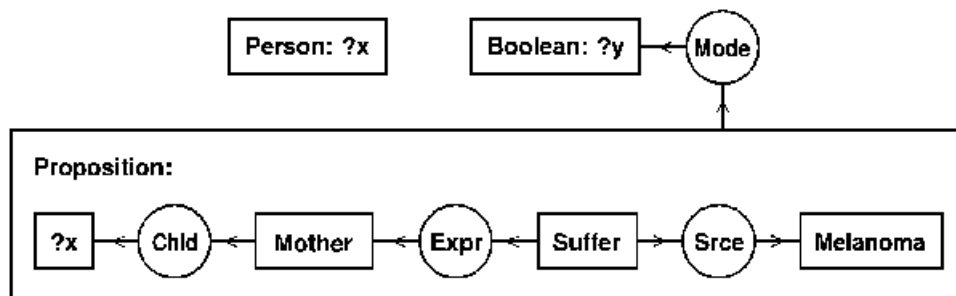 Person: ?x
Boolean: ?y
Mode
Proposition:
?x
Chld
Mother
Expr
Suffer
Srce
Melanoma